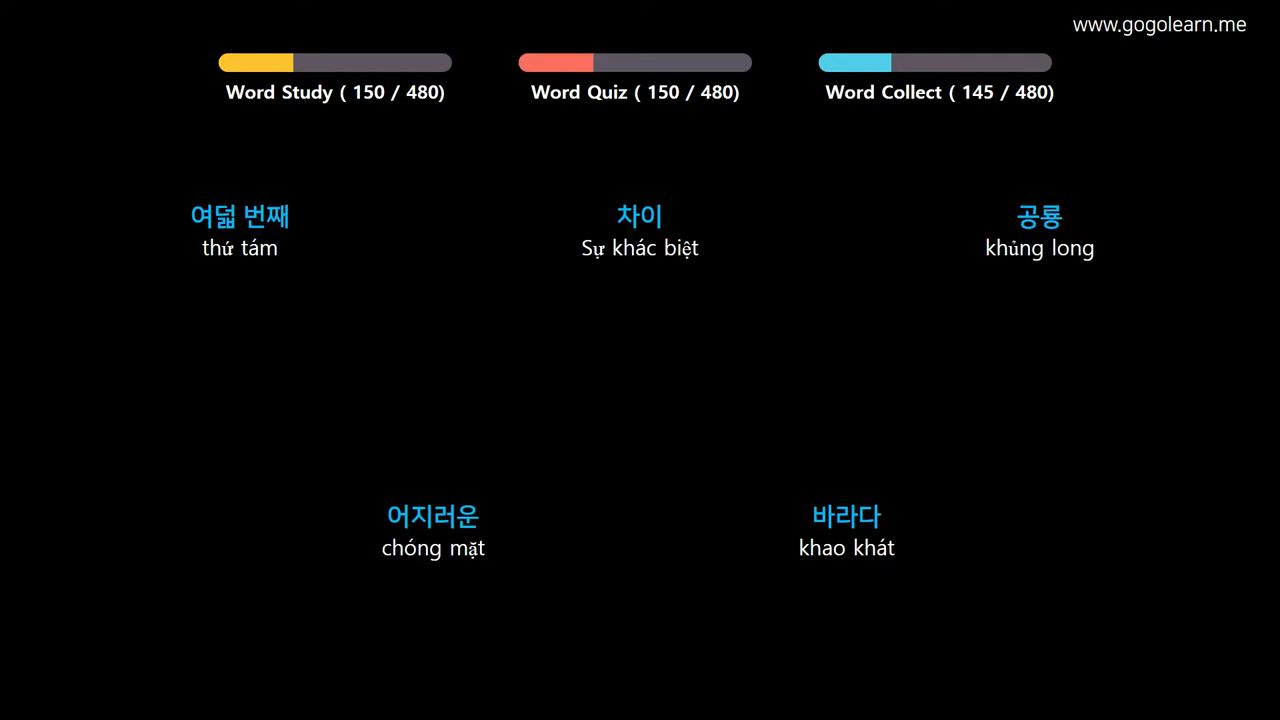 www.gogolearn.me
Word Study ( 150 / 480)
Word Quiz ( 150 / 480)
Word Collect ( 145 / 480)
여덟 번째
thứ tám
차이
Sự khác biệt
공룡
khủng long
어지러운
chóng mặt
바라다
khao khát